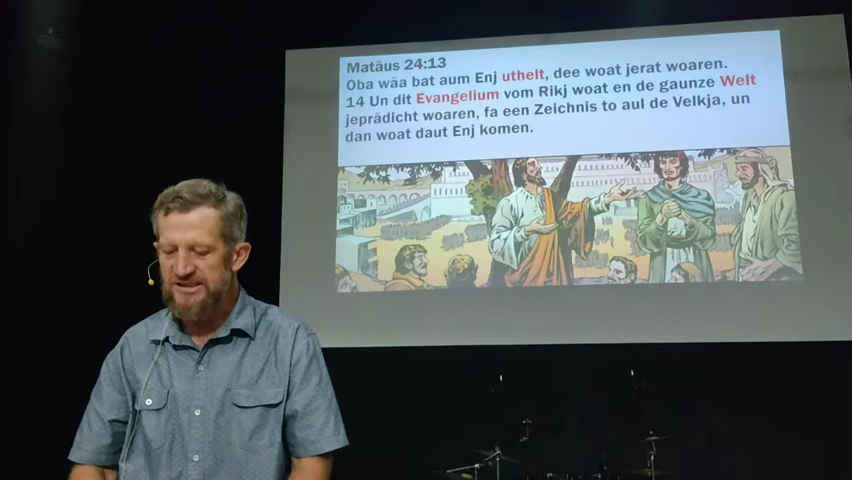 Matäus 24:13
Oba wäa bat aum Enj uthelt, dee woat jerat woaren.
14 Un dit Evangelium vom Rikj woat en de gaunze Welt
jeprädicht woaren, fa een Zeichnis to aul de Velkja, un
dan woat daut Enj komen.